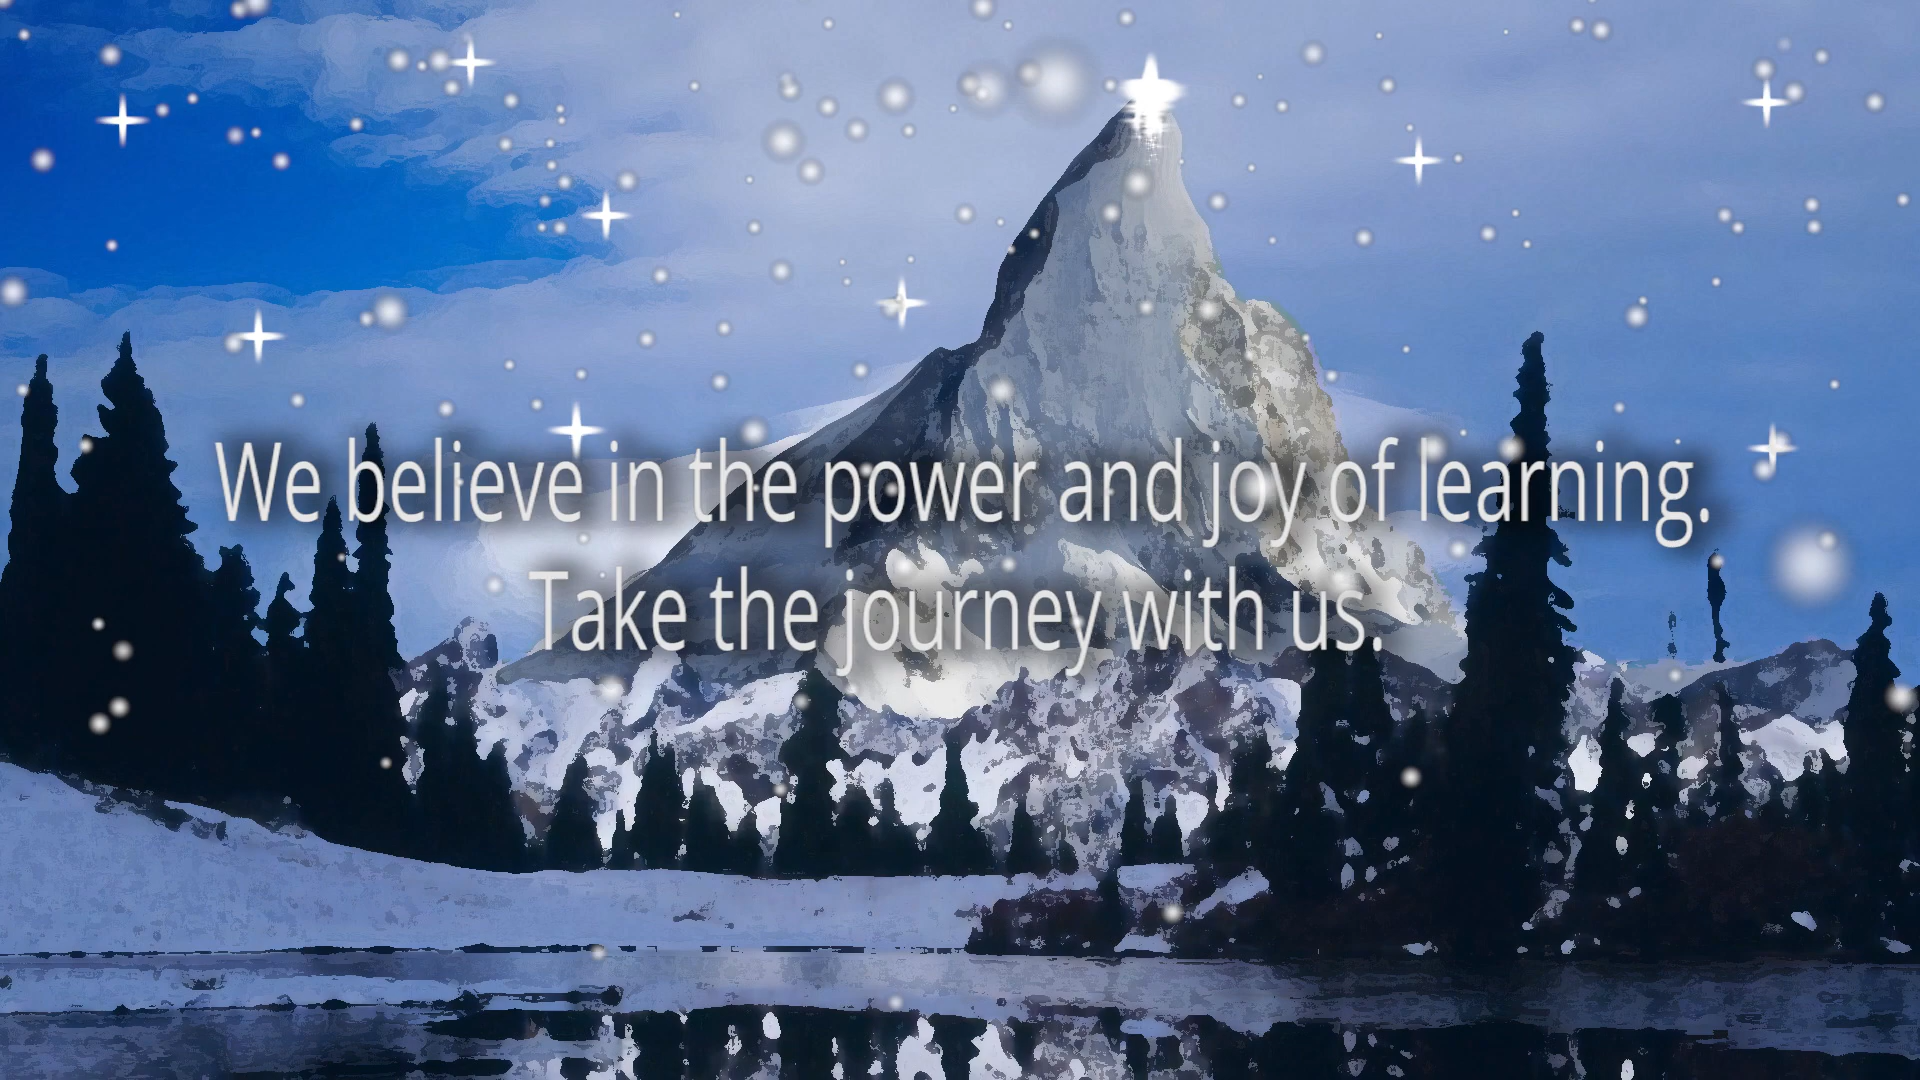 We believe in the power and joy of learning.
Take the journey with us.